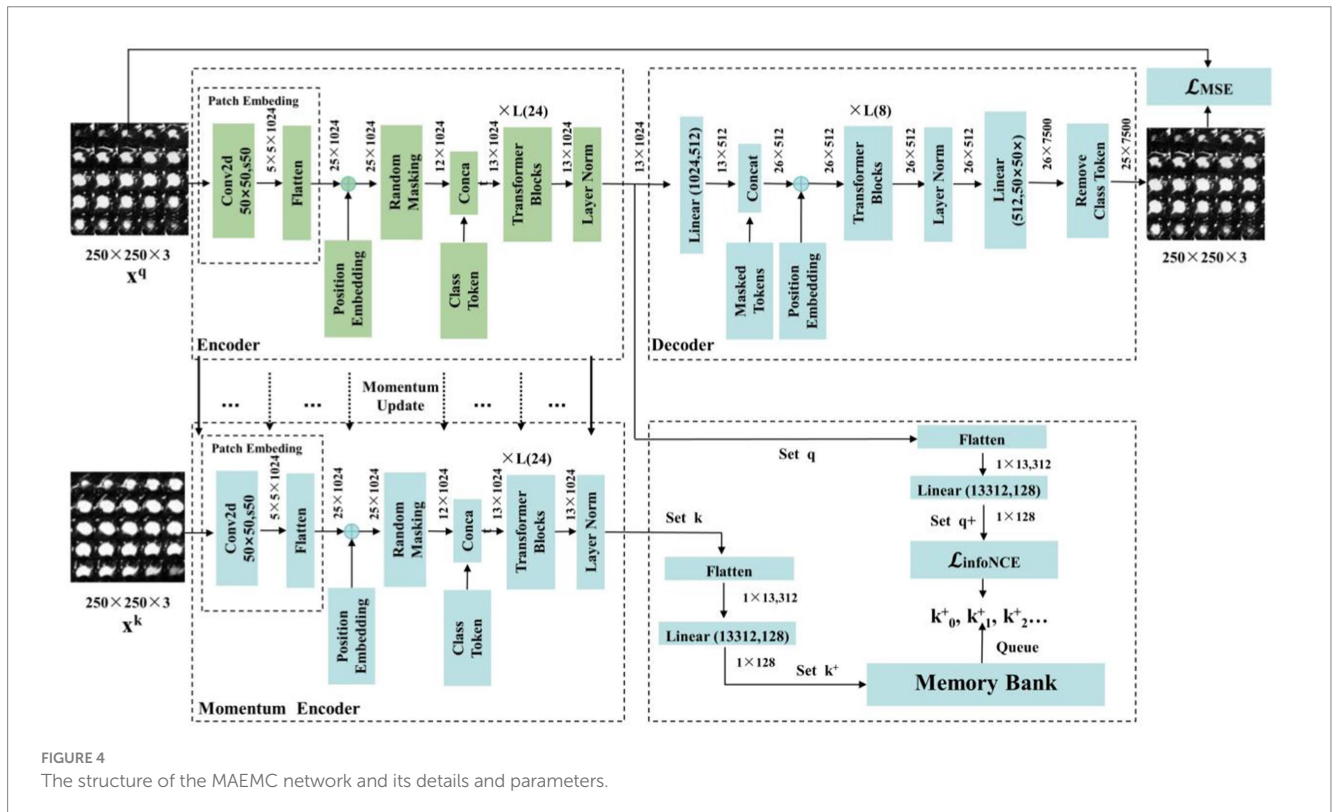 𝓛MSE
Patch Embeding
×L(24)
×L(8)
Conv2d
50×50,s50
5×5×1024
Flatten
25×1024
25×1024
Random
Masking
12×1024
Conca
t
13×1024
Transformer
Blocks
13×1024
Layer Norm
13×1024
Linear (1024,512)
13×512
Concat
26×512
26×512
Transformer
Blocks
26×512
Layer Norm
26×512
Linear
(512,50×50×)
26×7500
Remove
Class Token
25×7500
250×250×3
x^q
Position
Embedding
Class
Token
Masked
Tokens
Position
Embedding
250×250×3
Encoder
Decoder
... ... Momentum
Update ... ...
Patch Embeding
×L(24)
Conv2d
50×50,s50
5×5×1024
Flatten
25×1024
25×1024
Random
Masking
12×1024
Conca
t
13×1024
Transformer
Blocks
13×1024
Layer Norm
250×250×3
x^k
Position
Embedding
Class
Token
Momentum Encoder
Set q
Flatten
1×13,312
Linear (13312,128)
Set q+
1×128
𝓛infoNCE
k⁺₀, k⁺₁, k⁺₂...
Queue
Set k
Flatten
1×13,312
Linear (13312,128)
1×128
Set k⁺
Memory Bank
FIGURE 4
The structure of the MAEMC network and its details and parameters.